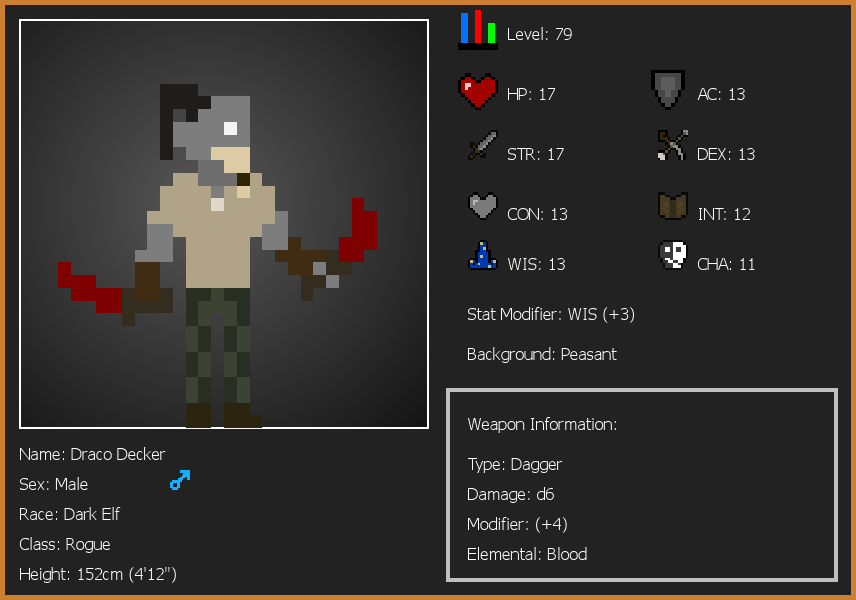 Level: 79
HP: 17
AC: 13
STR: 17
DEX: 13
CON: 13
INT: 12
WIS: 13
CHA: 11
Stat Modifier: WIS (+3)
Background: Peasant
Weapon Information:
Type: Dagger
Damage: d6
Modifier: (+4)
Elemental: Blood
Name: Draco Decker
Sex: Male
Race: Dark Elf
Class: Rogue
Height: 152cm (4'12")